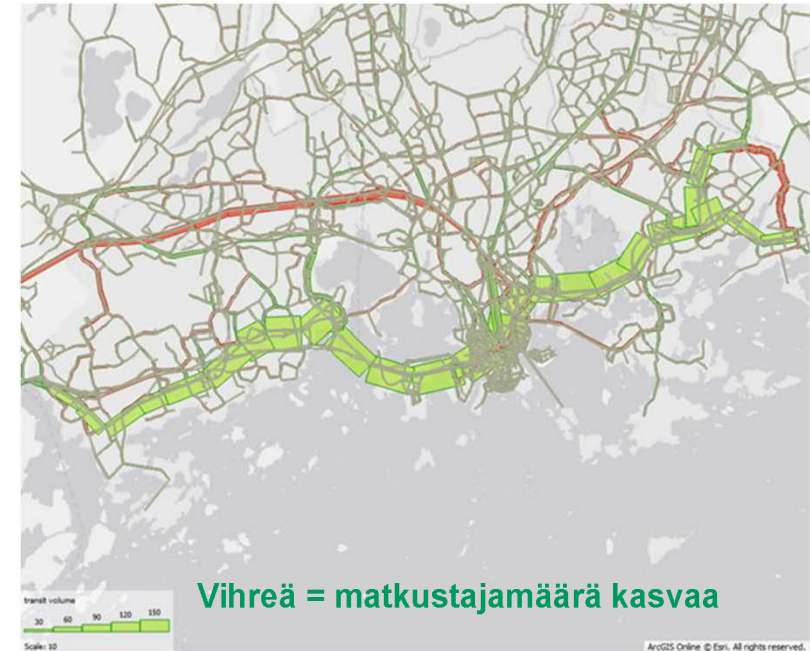 Vihreä = matkustajamäärä kasvaa
transit volume
30 60 90 120 150
Scale: 10
ArcGIS Online © Esri. All rights reserved.